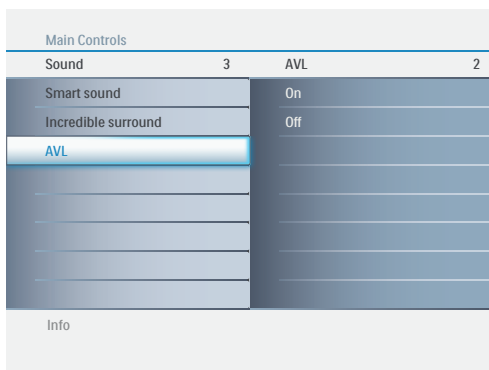 Main Controls
Sound 3 AVL 2
Smart sound On
Incredible surround Off
AVL
Info